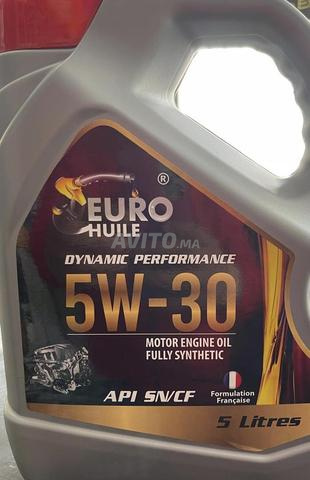 ®
EURO
HUILE
AVITO.MA
DYNAMIC PERFORMANCE
5W-30
MOTOR ENGINE OIL
FULLY SYNTHETIC
API SN/CF
Formulation
Française
5 Litres